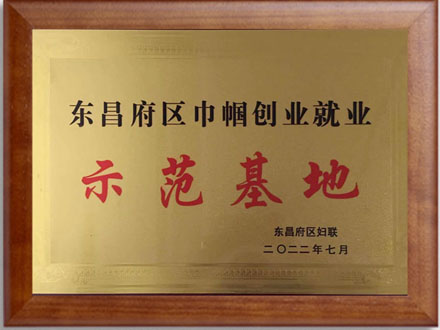 东昌府区巾帼创业就业
示范基地
东昌府区妇联
二〇二二年七月